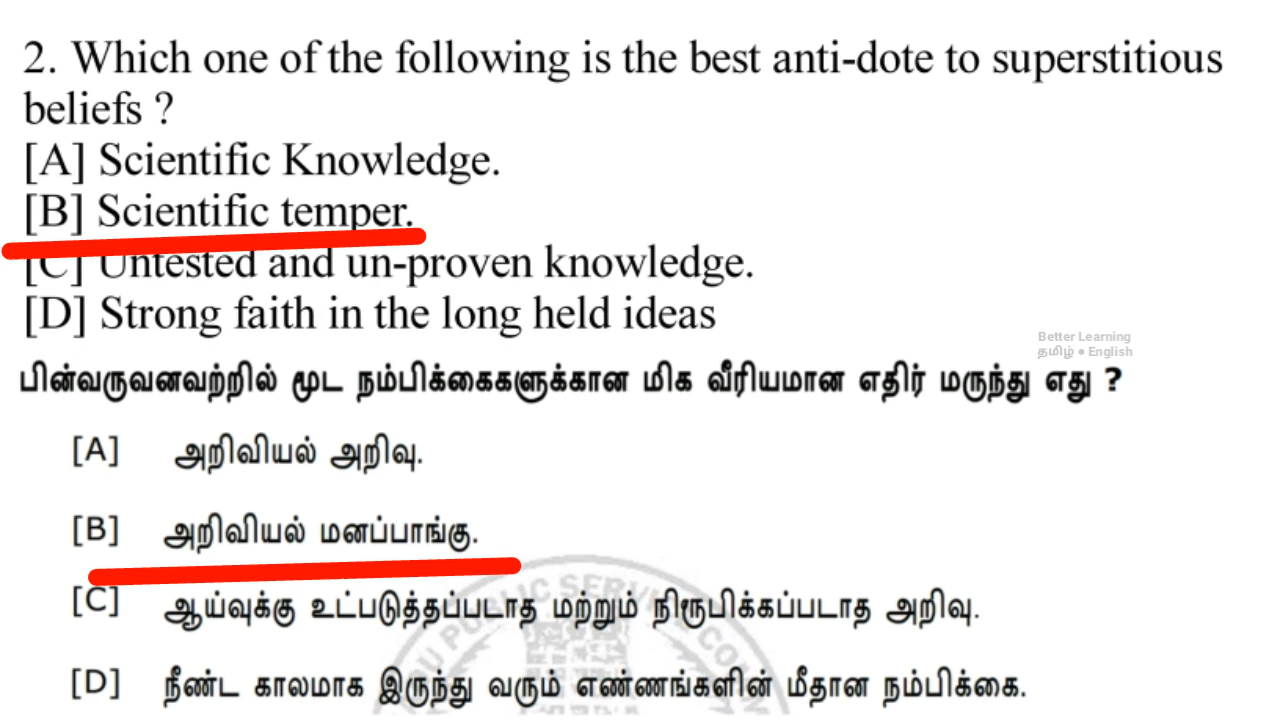 2. Which one of the following is the best anti-dote to superstitious
beliefs ?
[A] Scientific Knowledge.
[B] Scientific temper.
[C] Untested and un-proven knowledge.
[D] Strong faith in the long held ideas
Better Learning
தமிழ் ● English
பின்வருவனவற்றில் மூட நம்பிக்கைகளுக்கான மிக வீரியமான எதிர் மருந்து எது ?
[A] அறிவியல் அறிவு.
[B] அறிவியல் மனப்பாங்கு.
[C] ஆய்வுக்கு உட்படுத்தப்படாத மற்றும் நிரூபிக்கப்படாத அறிவு.
[D] நீண்ட காலமாக இருந்து வரும் எண்ணங்களின் மீதான நம்பிக்கை.
PUBLIC SERVICE